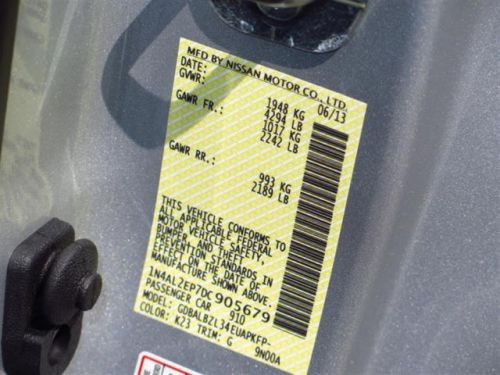 MFD BY NISSAN MOTOR CO., LTD.
DATE: 06/13
GVWR: 1948 KG
4294 LB
GAWR FR.: 1017 KG
2242 LB
GAWR RR.: 993 KG
2189 LB
THIS VEHICLE CONFORMS TO
ALL APPLICABLE FEDERAL
MOTOR VEHICLE SAFETY,
BUMPER, AND THEFT
PREVENTION STANDARDS IN
EFFECT ON THE DATE OF
MANUFACTURE SHOWN ABOVE.
1N4AL2EP7DC905679
PASSENGER CAR 910
MODEL: GDBALBZL34EUAPKFP-
COLOR: K23 TRIM: G 9N00A